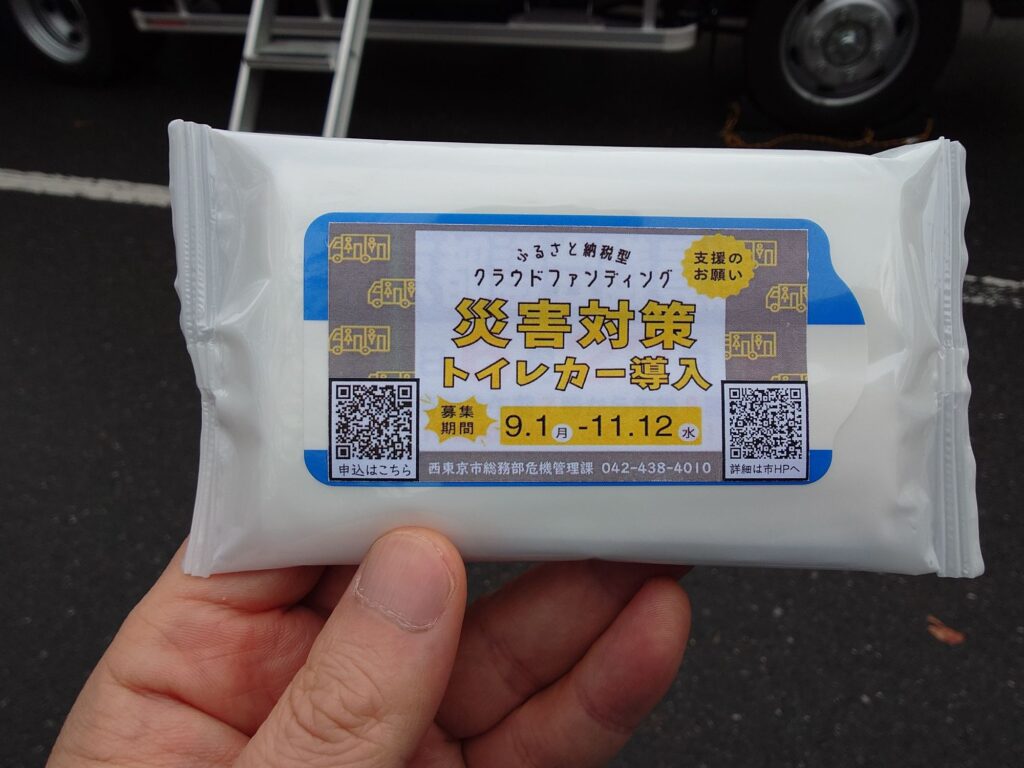 ふるさと納税型
クラウドファンディング
支援の
お願い
災害対策
トイレカー導入
募集
期間
9.1月-11.12水
申込はこちら
西東京市総務部危機管理課 042-438-4010
詳細は市HPへ